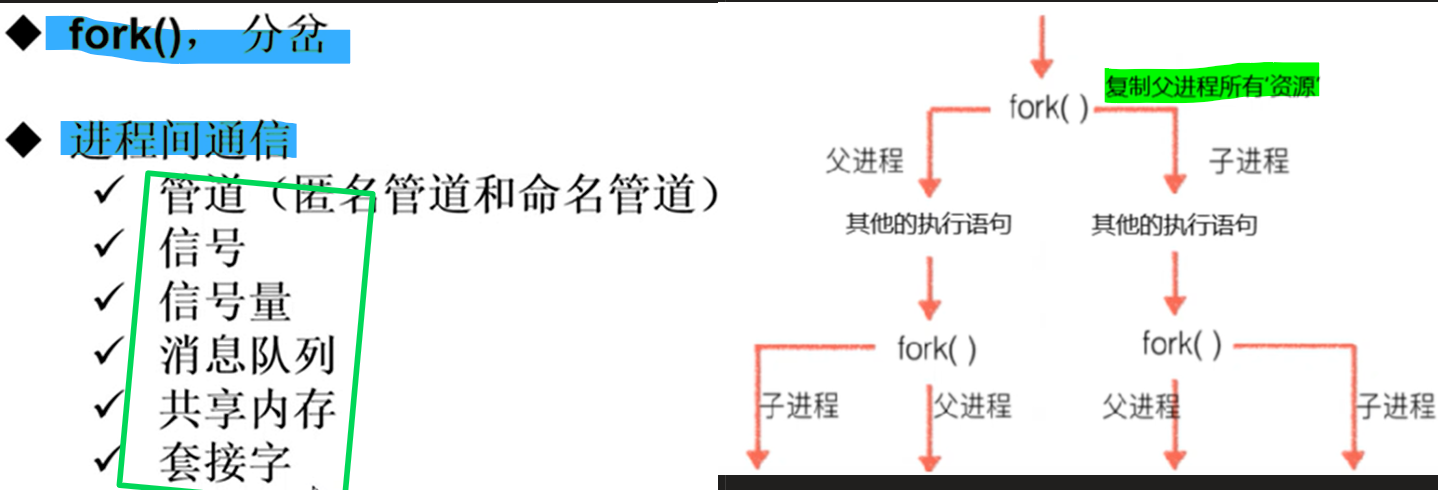 fork(), 分岔
进程间通信
管道（匿名管道和命名管道）
信号
信号量
消息队列
共享内存
套接字
复制父进程所有'资源'
fork( )
父进程
子进程
其他的执行语句
其他的执行语句
fork( )
fork( )
子进程
父进程
父进程
子进程